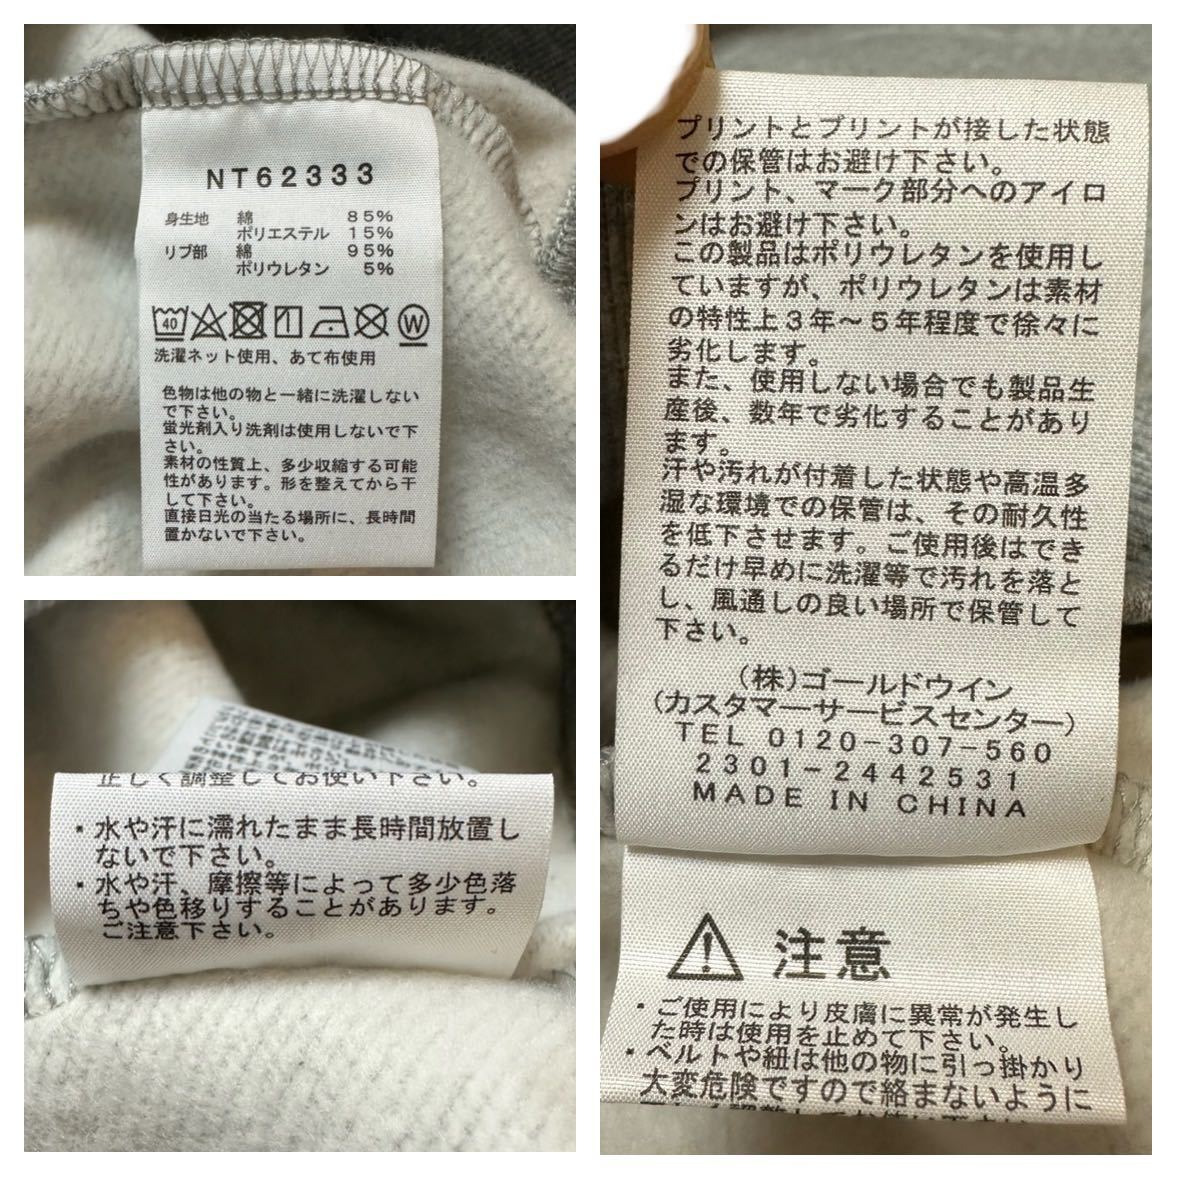 NT62333
身生地 綿 85%
ポリエステル 15%
リブ部 綿 95%
ポリウレタン 5%
40 W
洗濯ネット使用、あて布使用
色物は他の物と一緒に洗濯しない
で下さい。
蛍光剤入り洗剤は使用しないで下
さい。
素材の性質上、多少収縮する可能
性があります。形を整えてから干
して下さい。
直接日光の当たる場所に、長時間
置かないで下さい。
正しく調整してお使い下さい。
・水や汗に濡れたまま長時間放置し
ないで下さい。
・水や汗、摩擦等によって多少色落
ちや色移りすることがあります。
ご注意下さい。
プリントとプリントが接した状態
での保管はお避け下さい。
プリント、マーク部分へのアイロ
ンはお避け下さい。
この製品はポリウレタンを使用し
ていますが、ポリウレタンは素材
の特性上3年~5年程度で徐々に
劣化します。
また、使用しない場合でも製品生
産後、数年で劣化することがあり
ます。
汗や汚れが付着した状態や高温多
湿な環境での保管は、その耐久性
を低下させます。ご使用後はでき
るだけ早めに洗濯等で汚れを落と
し、風通しの良い場所で保管して
下さい。
(株)ゴールドウイン
(カスタマーサービスセンター)
TEL 0120-307-560
2301-2442531
MADE IN CHINA
注意
・ご使用により皮膚に異常が発生し
た時は使用を止めて下さい。
・ベルトや紐は他の物に引っ掛かり
大変危険ですので絡まないように